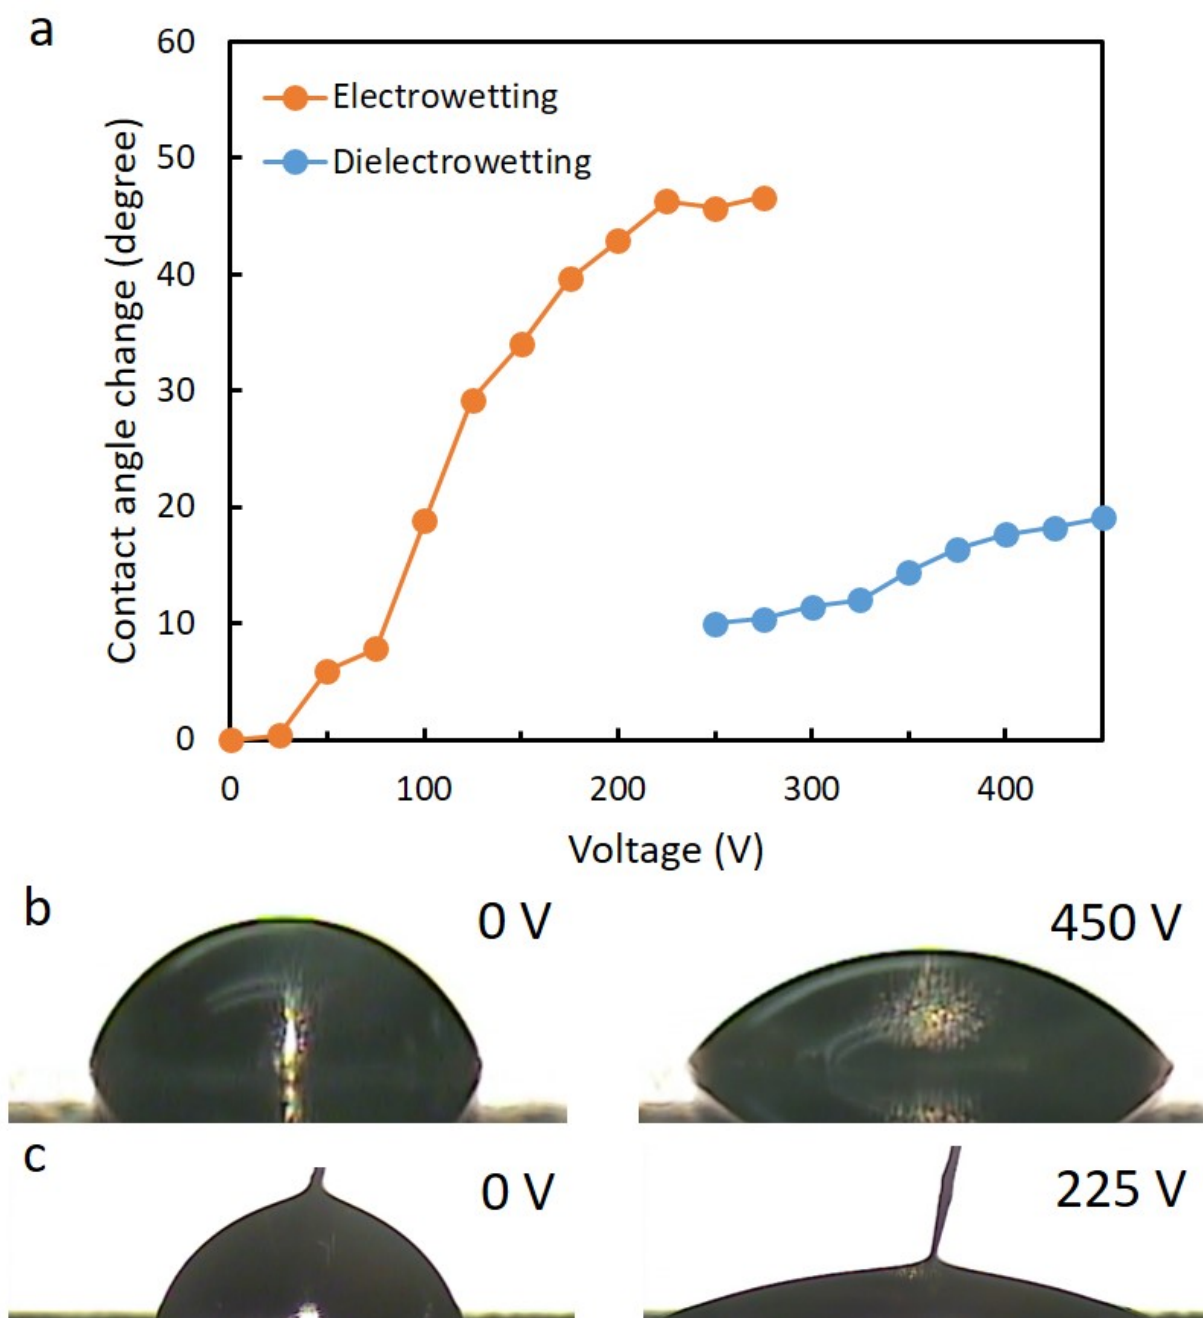 a
60
50
40
30
20
10
0
Contact angle change (degree)
Electrowetting
Dielectrowetting
0 100 200 300 400
Voltage (V)
b
0 V
450 V
c
0 V
225 V